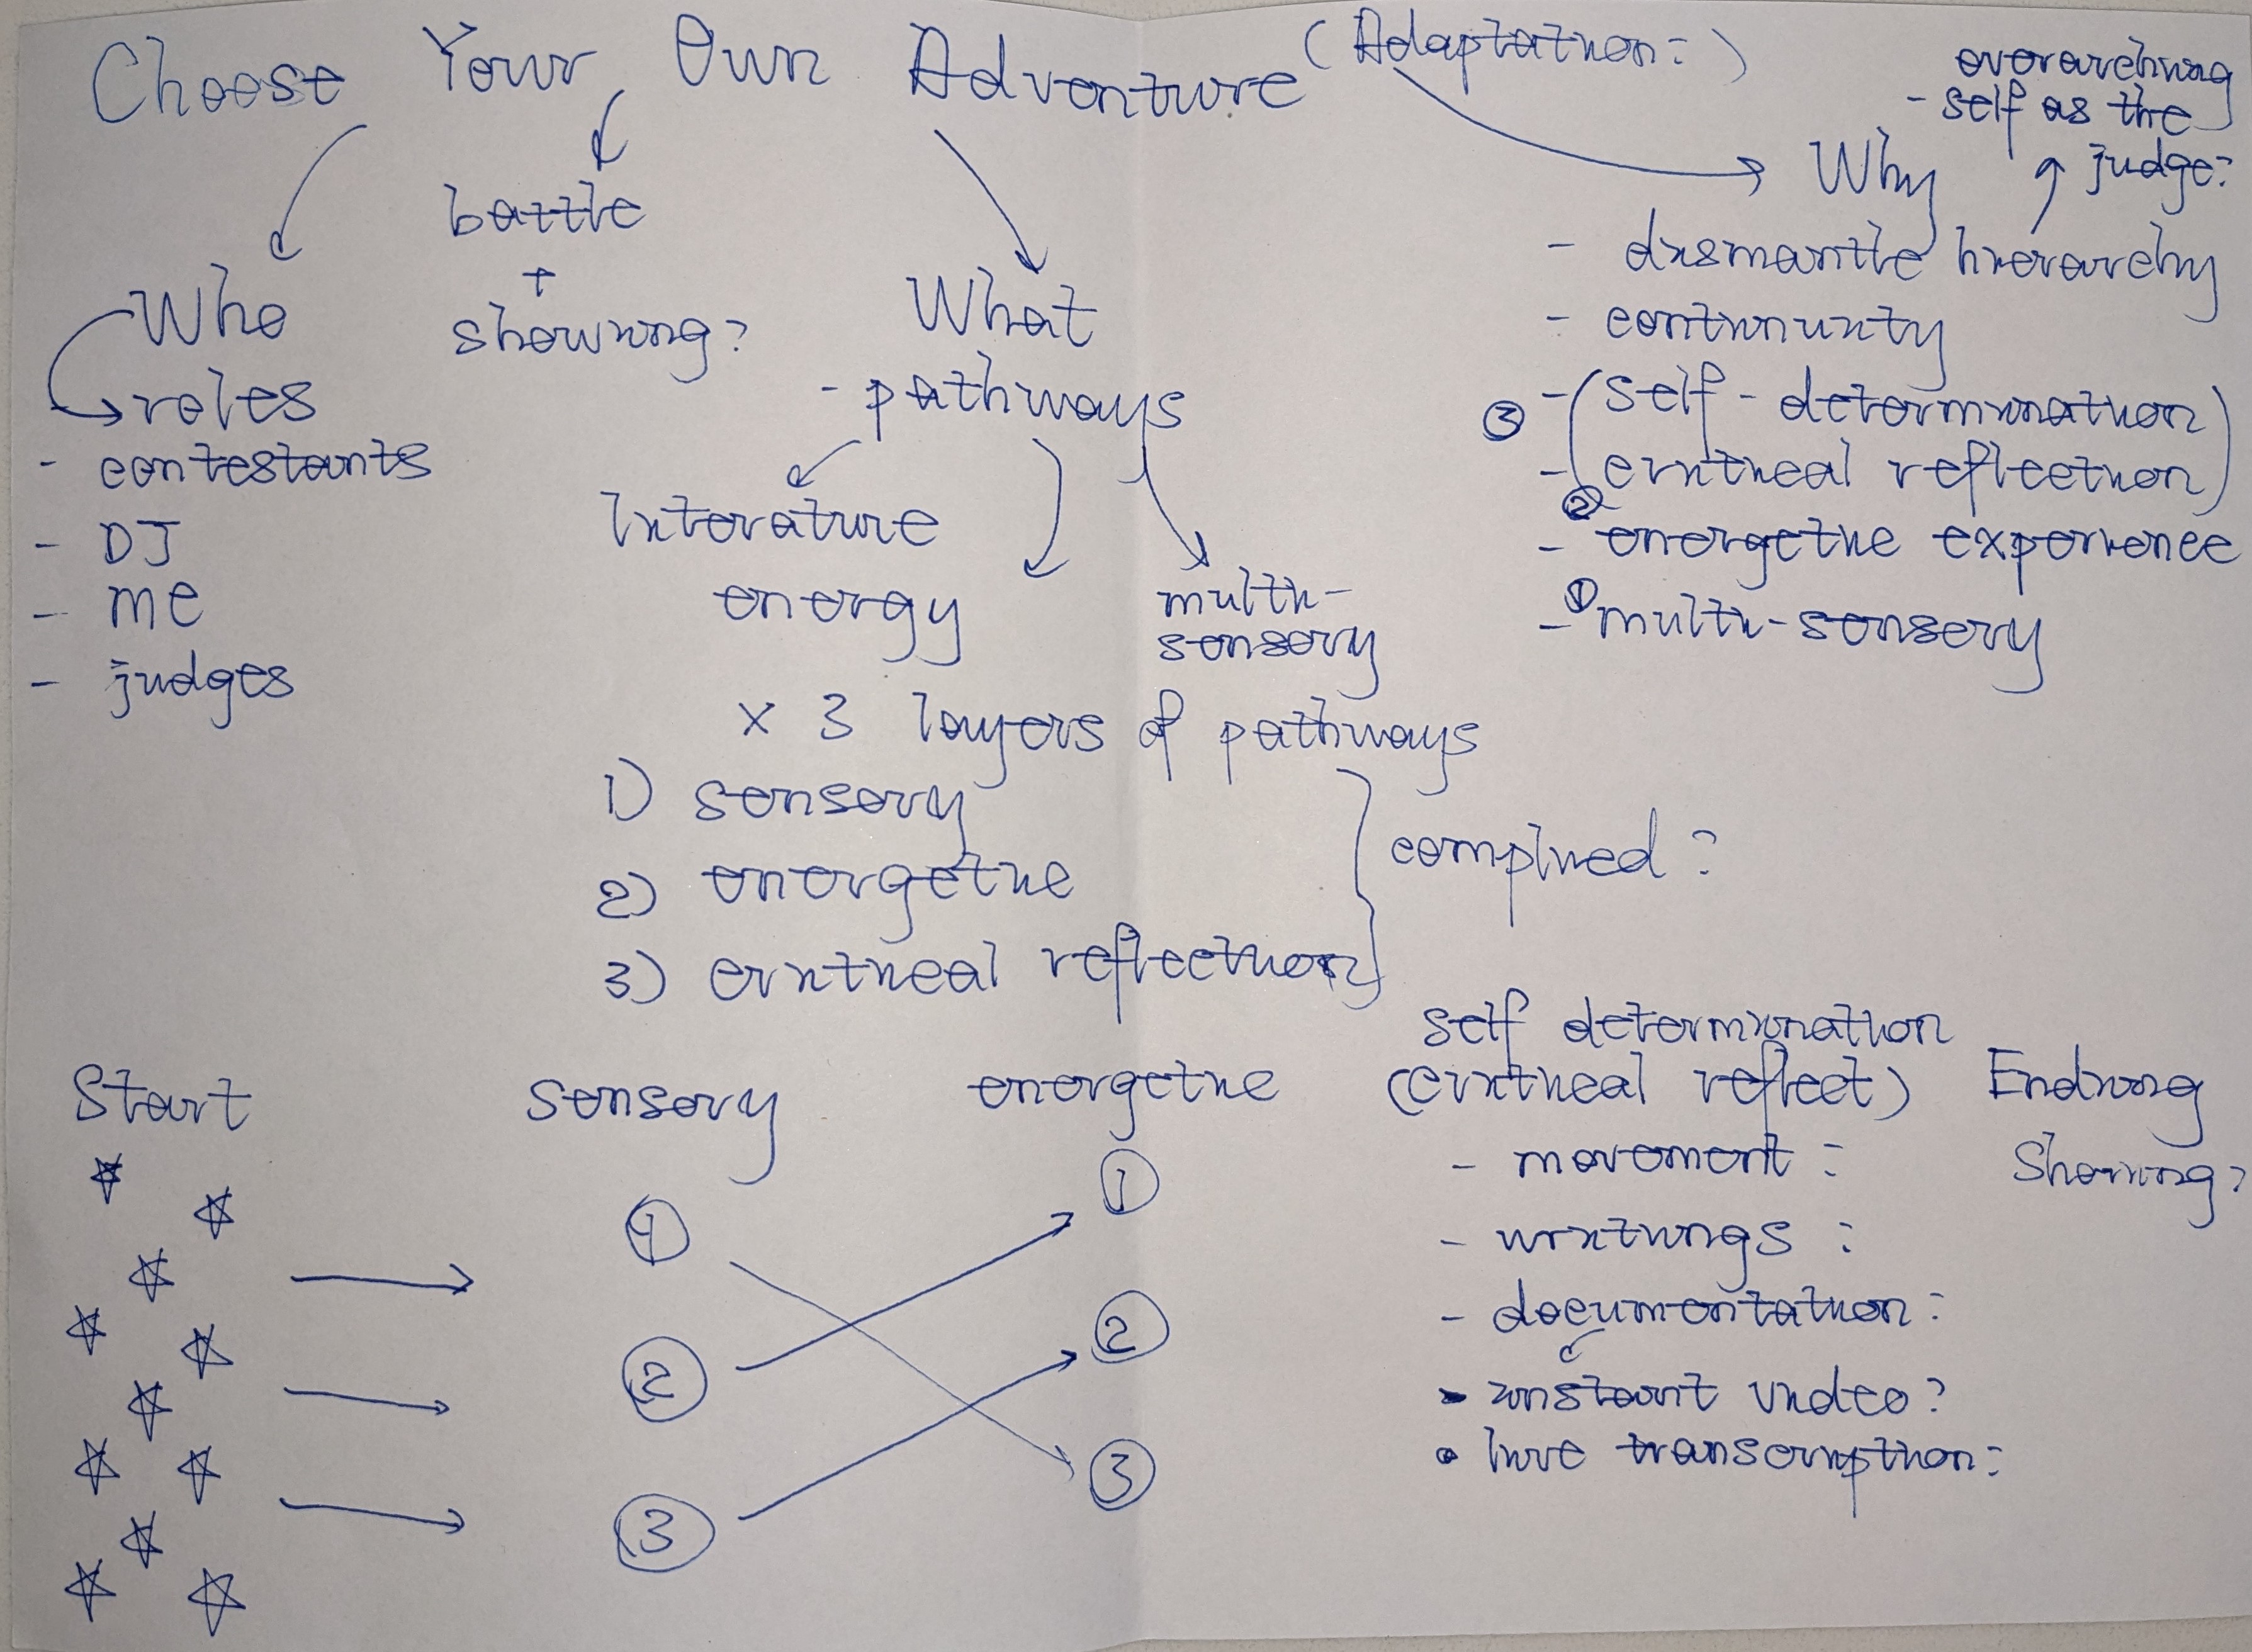 Choose Your Own Adventure (Adaptation?)
overarching
- self as the
judge?
Why
- dismantle hierarchy
- continuity
③ - (self-determination
- critical reflection)
② - energetic experience
① - multi-sensory
battle
+
showing?
Who
roles
- contestants
- DJ
- me
- judges
What
- pathways
literature
energy
multi-
sensory
x 3 layers of pathways
1) sensory
2) energetic
3) critical reflection
Start
sensory
① 
②
③
energetic
①
②
③
self determination
(critical reflect)
- movement?
- writings?
- documentation?
• instant video?
• live transcription?
Ending
Showing?